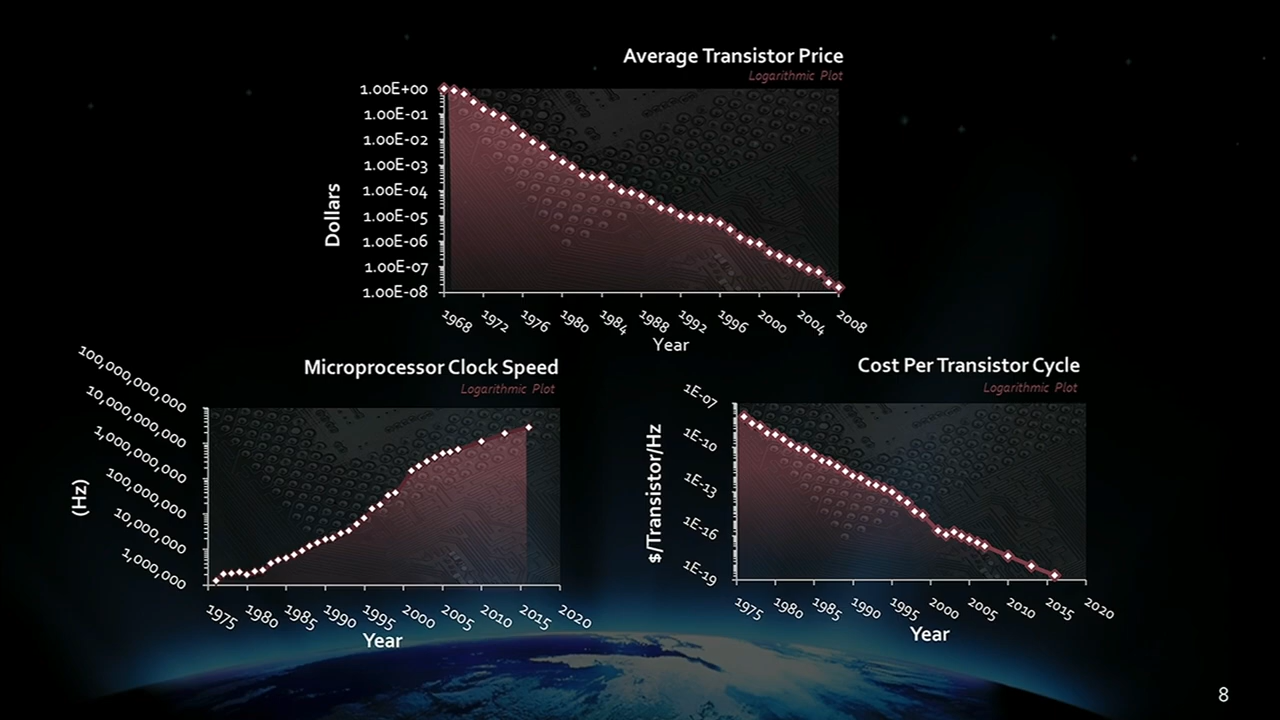 Average Transistor Price
Logarithmic Plot
1.00E+00
1.00E-01
1.00E-02
1.00E-03
1.00E-04
1.00E-05
1.00E-06
1.00E-07
1.00E-08
Dollars
1968 1972 1976 1980 1984 1988 1992 1996 2000 2004 2008
Year
Microprocessor Clock Speed
Logarithmic Plot
100,000,000,000
10,000,000,000
1,000,000,000
100,000,000
10,000,000
1,000,000
(Hz)
1975 1980 1985 1990 1995 2000 2005 2010 2015 2020
Year
Cost Per Transistor Cycle
Logarithmic Plot
1E-07
1E-10
1E-13
1E-16
1E-19
$/Transistor/Hz
1975 1980 1985 1990 1995 2000 2005 2010 2015 2020
Year
8